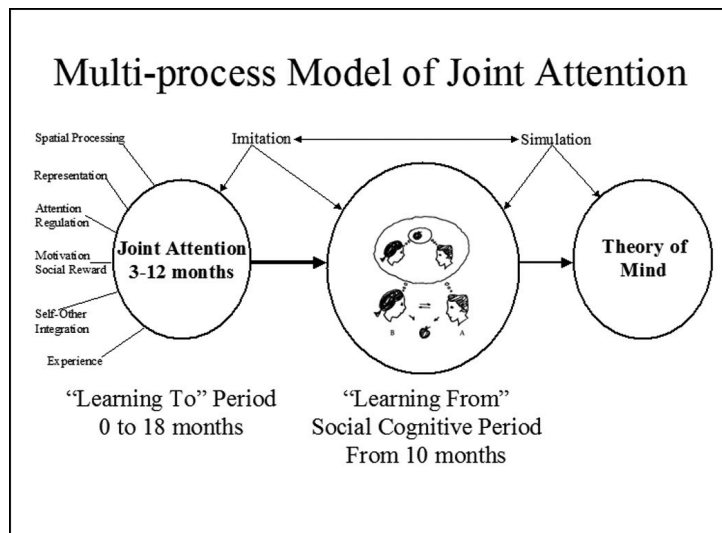 Multi-process Model of Joint Attention
Spatial Processing
Imitation
Simulation
Representation
Attention
Regulation
Motivation
Social Reward
Self-Other
Integration
Experience
Joint Attention
3-12 months
B
A
Theory of
Mind
“Learning To” Period
0 to 18 months
“Learning From”
Social Cognitive Period
From 10 months